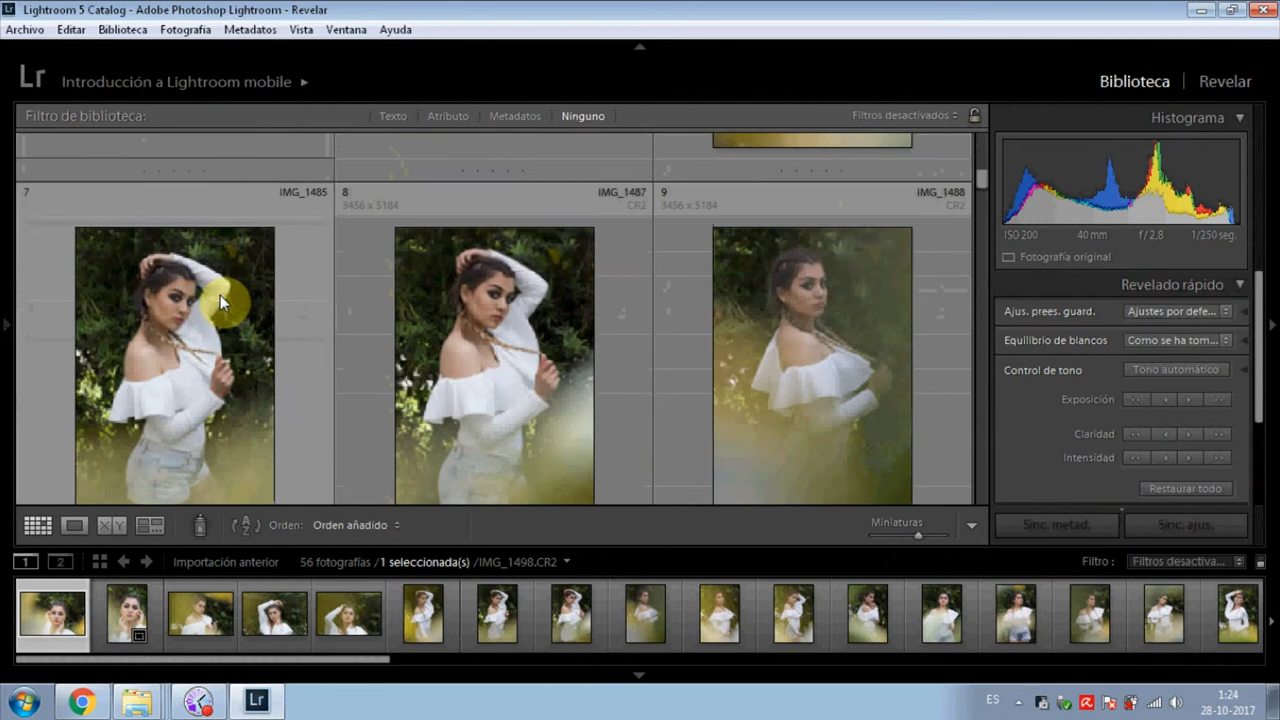 Lightroom 5 Catalog - Adobe Photoshop Lightroom - Revelar
Archivo Editar Biblioteca Fotografía Metadatos Vista Ventana Ayuda
Lr Introducción a Lightroom mobile
Biblioteca Revelar
Filtro de biblioteca: Texto Atributo Metadatos Ninguno Filtros desactivados
Histograma
7 IMG_1485
8 IMG_1487
3456 x 5184 CR2
9 IMG_1488
3456 x 5184 CR2
ISO 200 40 mm f / 2,8 1/250 seg.
Fotografía original
Revelado rápido
Ajus. prees. guard. Ajustes por defe...
Equilibrio de blancos Como se ha tom...
Control de tono Tono automático
Exposición
Claridad
Intensidad
Restaurar todo
Orden: Orden añadido
Miniaturas
Sinc. metad. Sinc. ajus.
1 2 Importación anterior 56 fotografías /1 seleccionada(s) /IMG_1498.CR2
Filtro : Filtros desactiva...
Lr
ES
1:24
28-10-2017